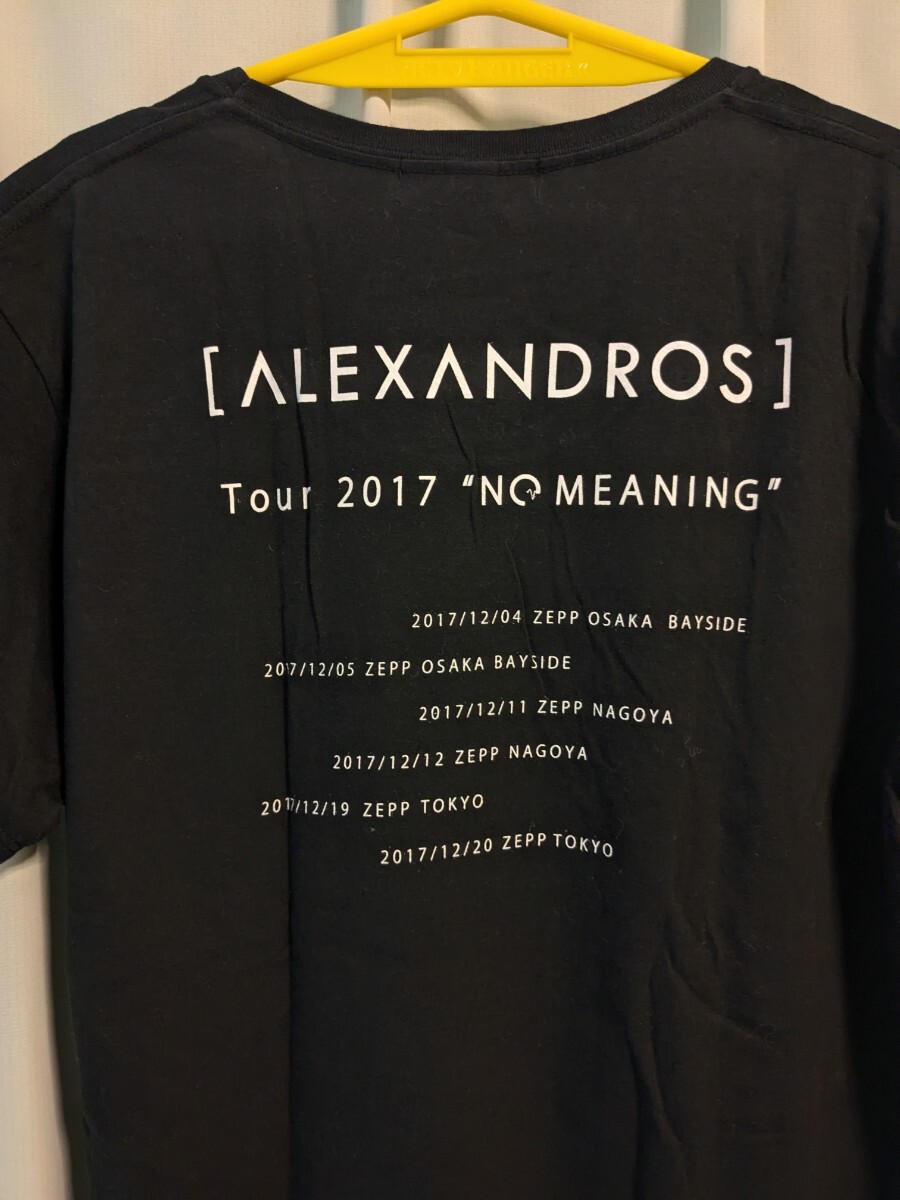 [ALEXANDROS]
Tour 2017 "NO MEANING"
2017/12/04 ZEPP OSAKA BAYSIDE
2017/12/05 ZEPP OSAKA BAYSIDE
2017/12/11 ZEPP NAGOYA
2017/12/12 ZEPP NAGOYA
2017/12/19 ZEPP TOKYO
2017/12/20 ZEPP TOKYO